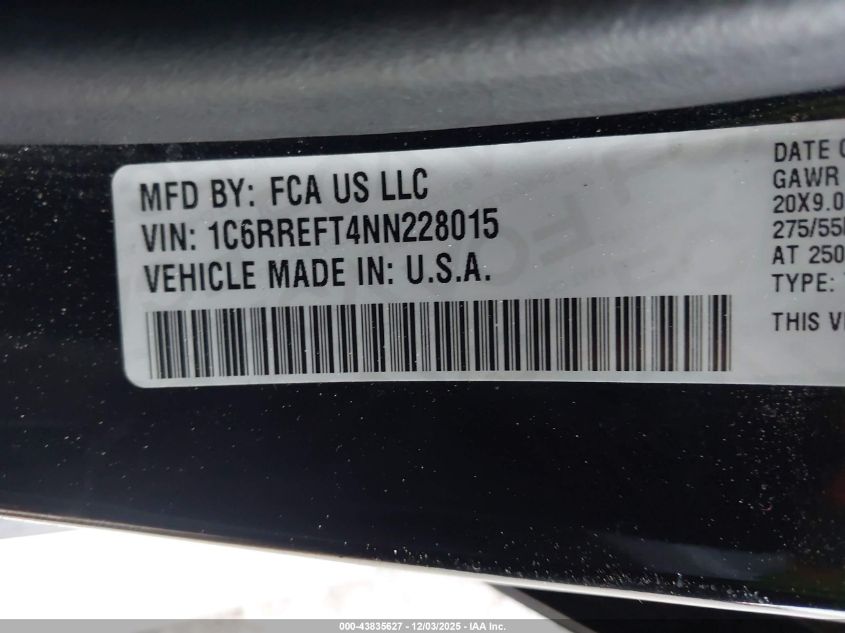 MFD BY: FCA US LLC
VIN: 1C6RREFT4NN228015
VEHICLE MADE IN: U.S.A.
DATE O
GAWR
20X9.0
275/55
AT 250
TYPE:
THIS V
000-43835627 - 12/03/2025 - IAA Inc.